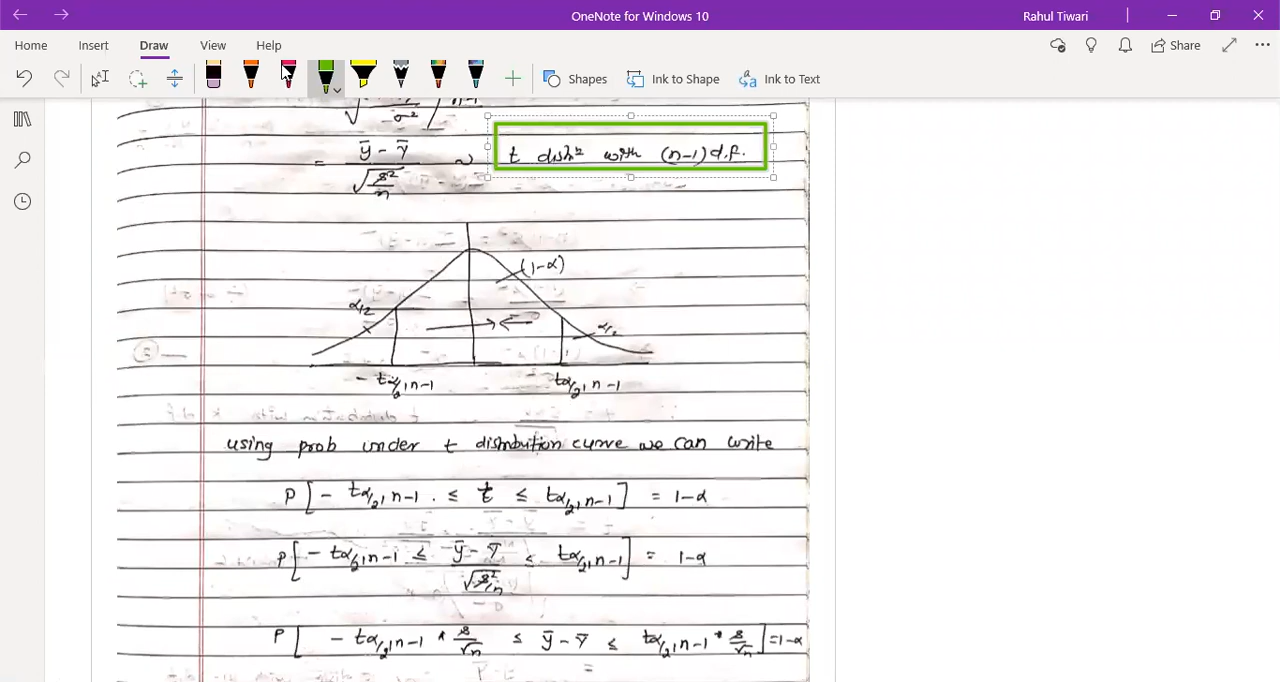 OneNote for Windows 10
Rahul Tiwari
Home Insert Draw View Help
Share
Shapes Ink to Shape Ink to Text
= ȳ - Ȳ / √(s²/n) ~ t distⁿ with (n-1) d.f.
(1-α)
α/2
α/2
- tα/2, n-1 tα/2, n-1
using prob under t distribution curve we can write
P [ - tα/2, n-1 . ≤ t ≤ tα/2, n-1 ] = 1-α
P [ - tα/2, n-1 ≤ ȳ - Ȳ / √(s²/n) ≤ tα/2, n-1 ] = 1-α
P [ - tα/2, n-1 * s/√n ≤ ȳ - Ȳ ≤ tα/2, n-1 * s/√n ] = 1-α